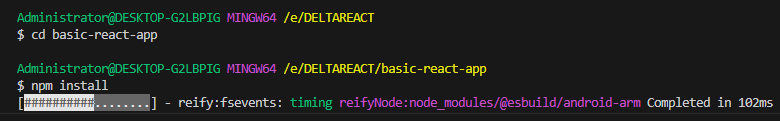 Administrator@DESKTOP-G2LBPIG MINGW64 /e/DELTAREACT
$ cd basic-react-app
Administrator@DESKTOP-G2LBPIG MINGW64 /e/DELTAREACT/basic-react-app
$ npm install
[##########........] - reify:fsevents: timing reifyNode:node_modules/@esbuild/android-arm Completed in 102ms